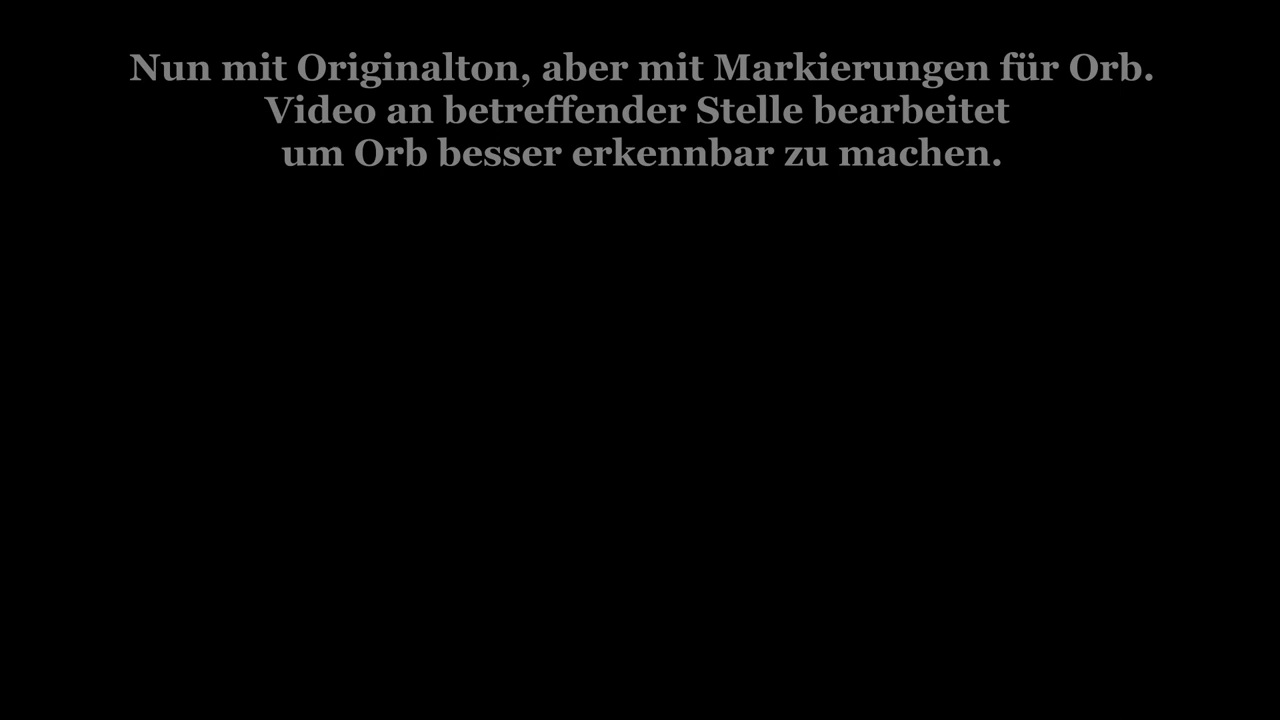 Nun mit Originalton, aber mit Markierungen für Orb.
Video an betreffender Stelle bearbeitet
um Orb besser erkennbar zu machen.